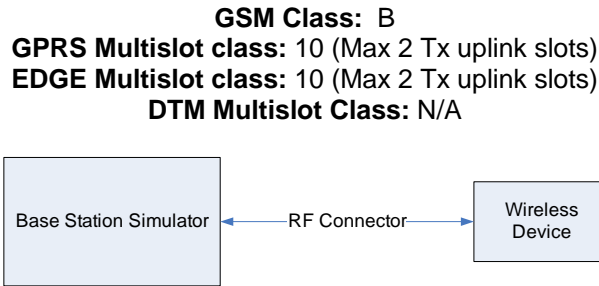 GSM Class: B
GPRS Multislot class: 10 (Max 2 Tx uplink slots)
EDGE Multislot class: 10 (Max 2 Tx uplink slots)
DTM Multislot Class: N/A
Base Station Simulator
RF Connector
Wireless
Device